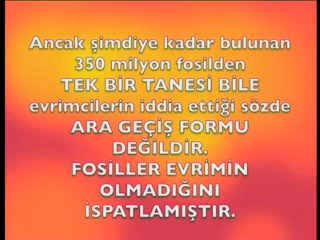 Ancak şimdiye kadar bulunan
350 milyon fosilden
TEK BİR TANESİ BİLE
evrimcilerin iddia ettiği sözde
ARA GEÇİŞ FORMU
DEĞİLDİR.
FOSİLLER EVRİMİN
OLMADIĞINI
İSPATLAMIŞTIR.